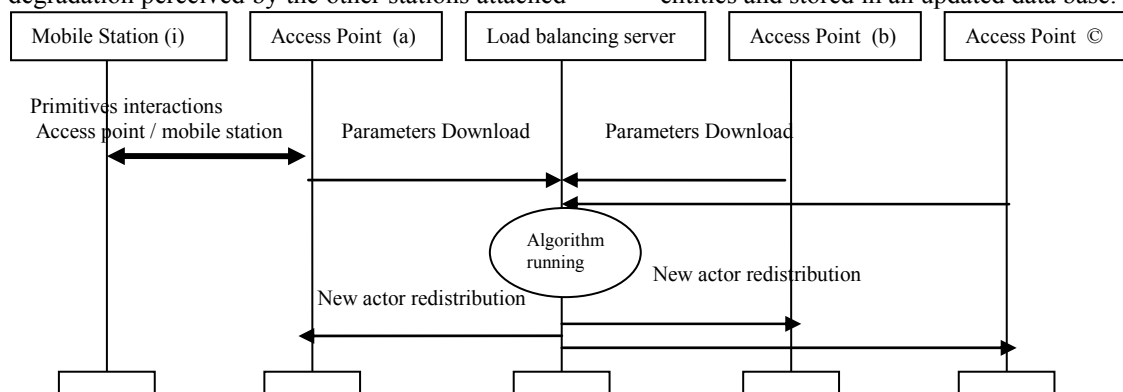 degradation perceived by the other stations attached
entities and stored in an updated data base.
Mobile Station (i)
Access Point (a)
Load balancing server
Access Point (b)
Access Point ©
Primitives interactions
Access point / mobile station
Parameters Download
Parameters Download
Algorithm
running
New actor redistribution
New actor redistribution